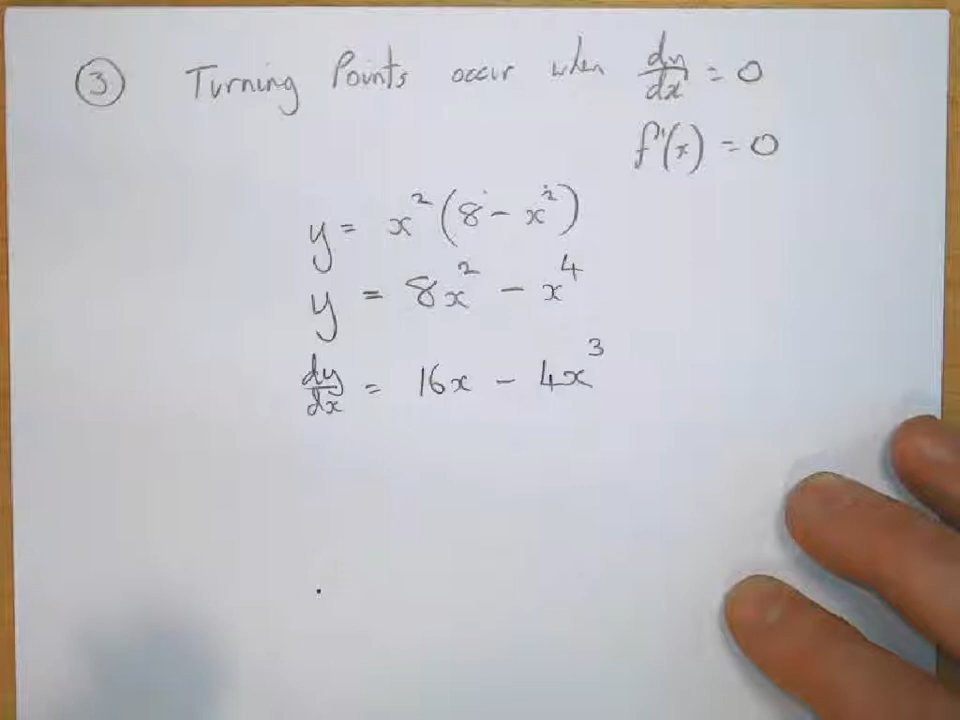 ③ Turning Points occur when dy/dx = 0
f'(x) = 0
y = x²(8 - x²)
y = 8x² - x⁴
dy/dx = 16x - 4x³